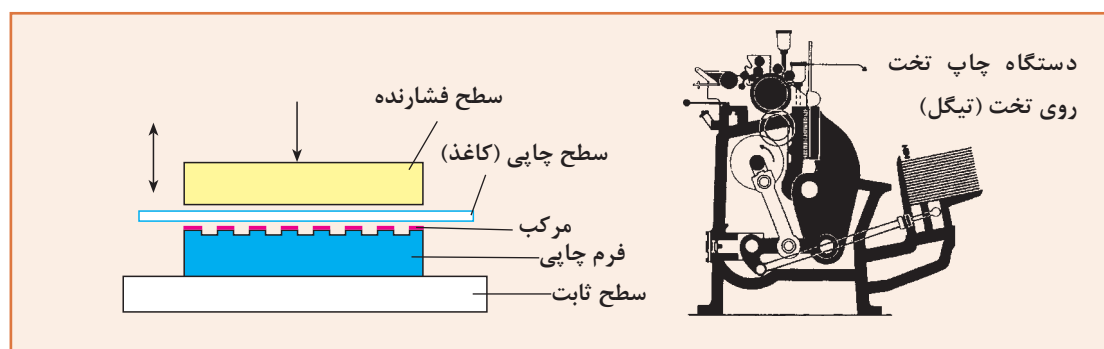 دستگاه چاپ تخت
روی تخت (تیگل)
سطح فشارنده
سطح چاپی (کاغذ)
مرکب
فرم چاپی
سطح ثابت